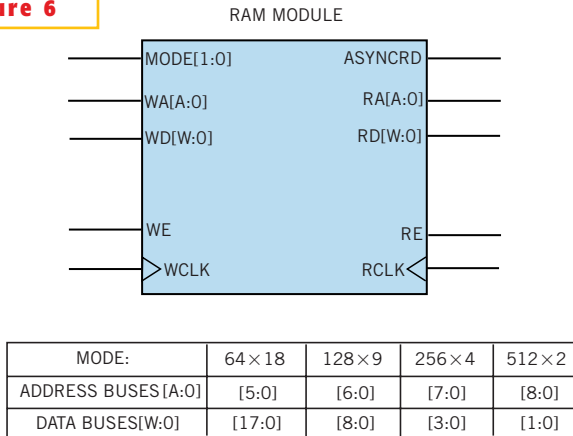 ure 6
RAM MODULE
MODE[1:0] ASYNCRD
WA[A:0] RA[A:0]
WD[W:0] RD[W:0]
WE RE
WCLK RCLK
MODE: 64×18 128×9 256×4 512×2
ADDRESS BUSES[A:0] [5:0] [6:0] [7:0] [8:0]
DATA BUSES[W:0] [17:0] [8:0] [3:0] [1:0]